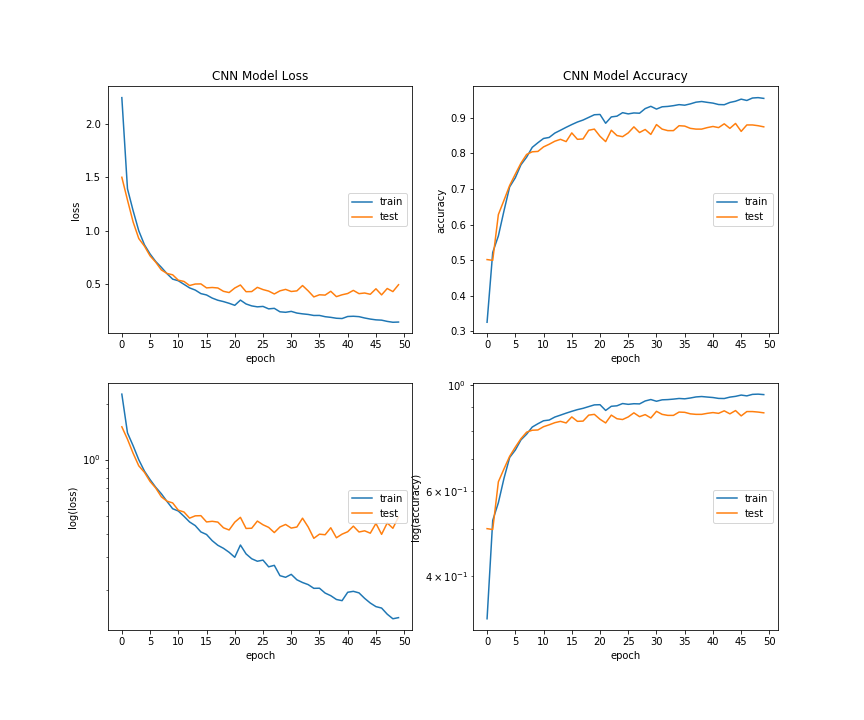 CNN Model Loss
2.0
1.5
1.0
0.5
loss
train
test
0 5 10 15 20 25 30 35 40 45 50
epoch
CNN Model Accuracy
0.9
0.8
0.7
0.6
0.5
0.4
0.3
accuracy
train
test
0 5 10 15 20 25 30 35 40 45 50
epoch
10⁰
log(loss)
train
test
0 5 10 15 20 25 30 35 40 45 50
epoch
10⁰
6 × 10⁻¹
4 × 10⁻¹
log(accuracy)
train
test
0 5 10 15 20 25 30 35 40 45 50
epoch